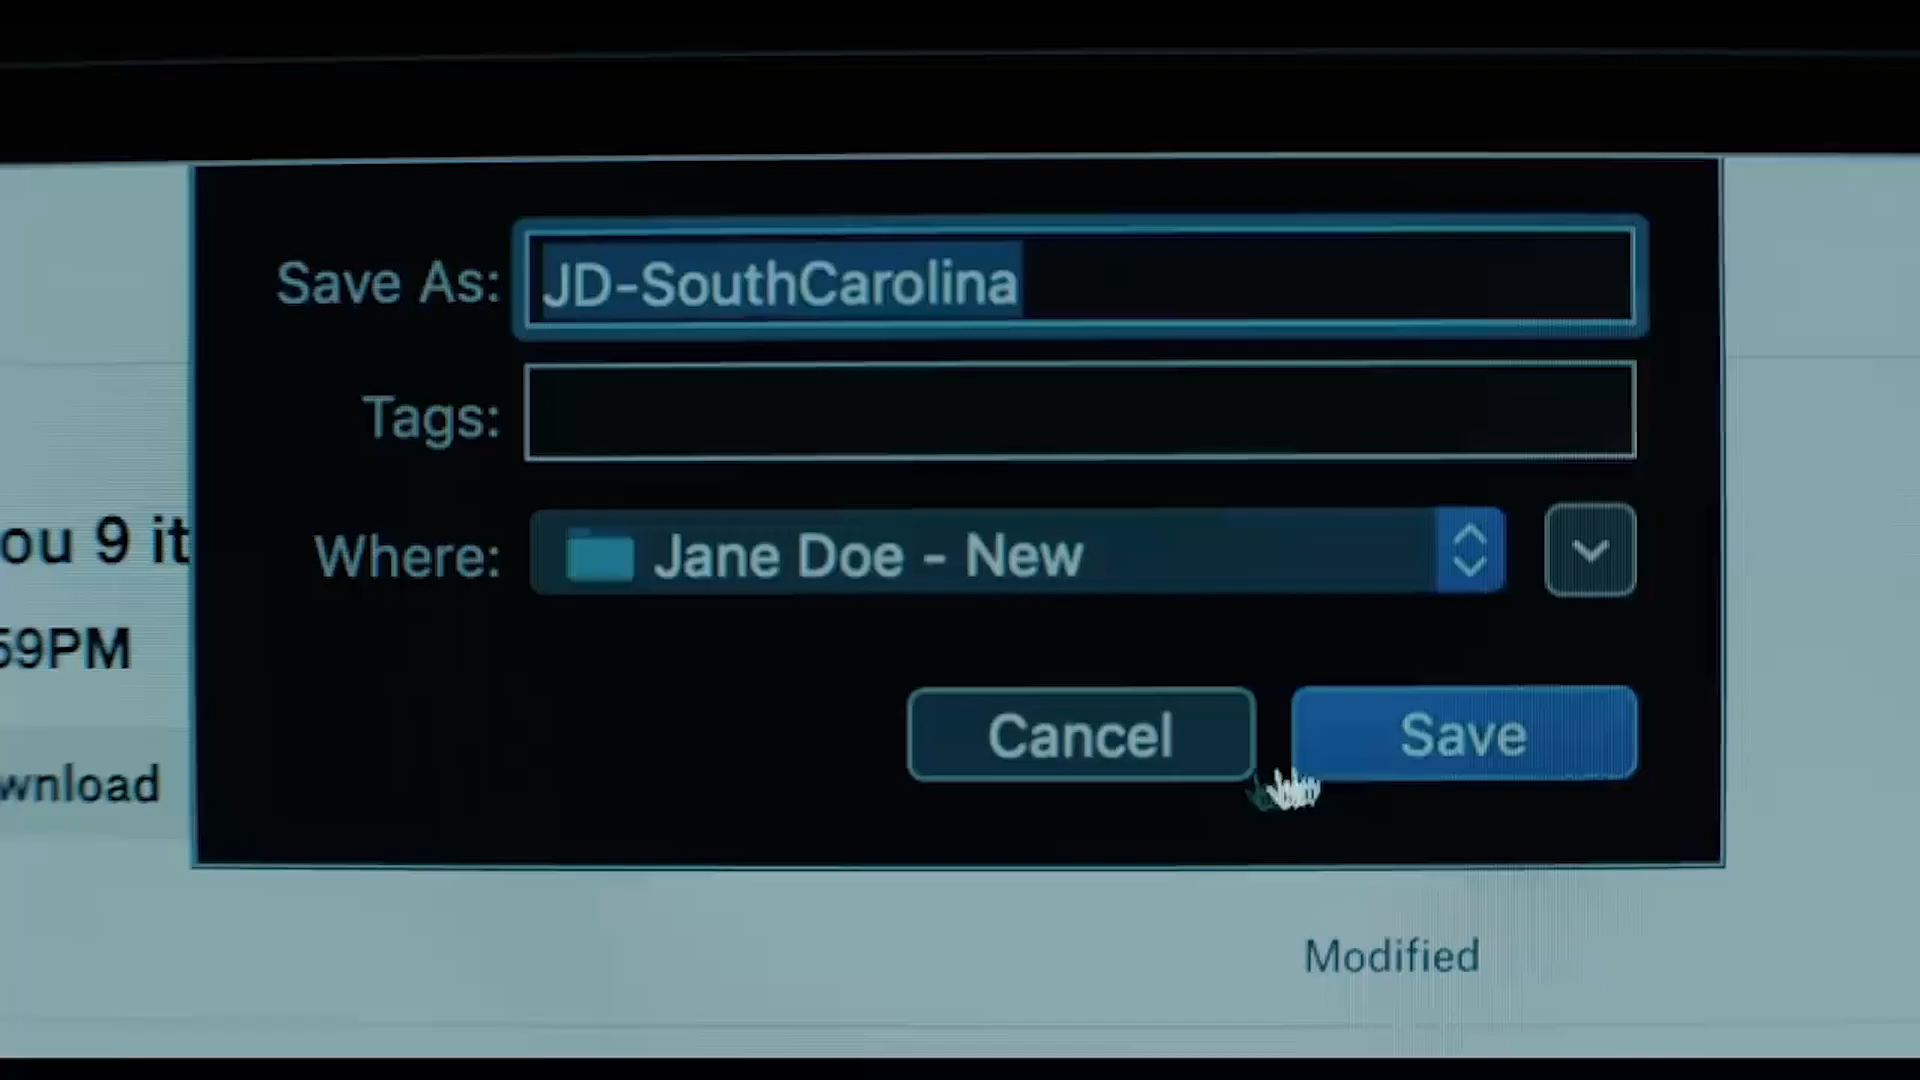 Save As: JD-SouthCarolina
Tags:
ou 9 it
Where: Jane Doe - New
59PM
Cancel Save
wnload
Modified